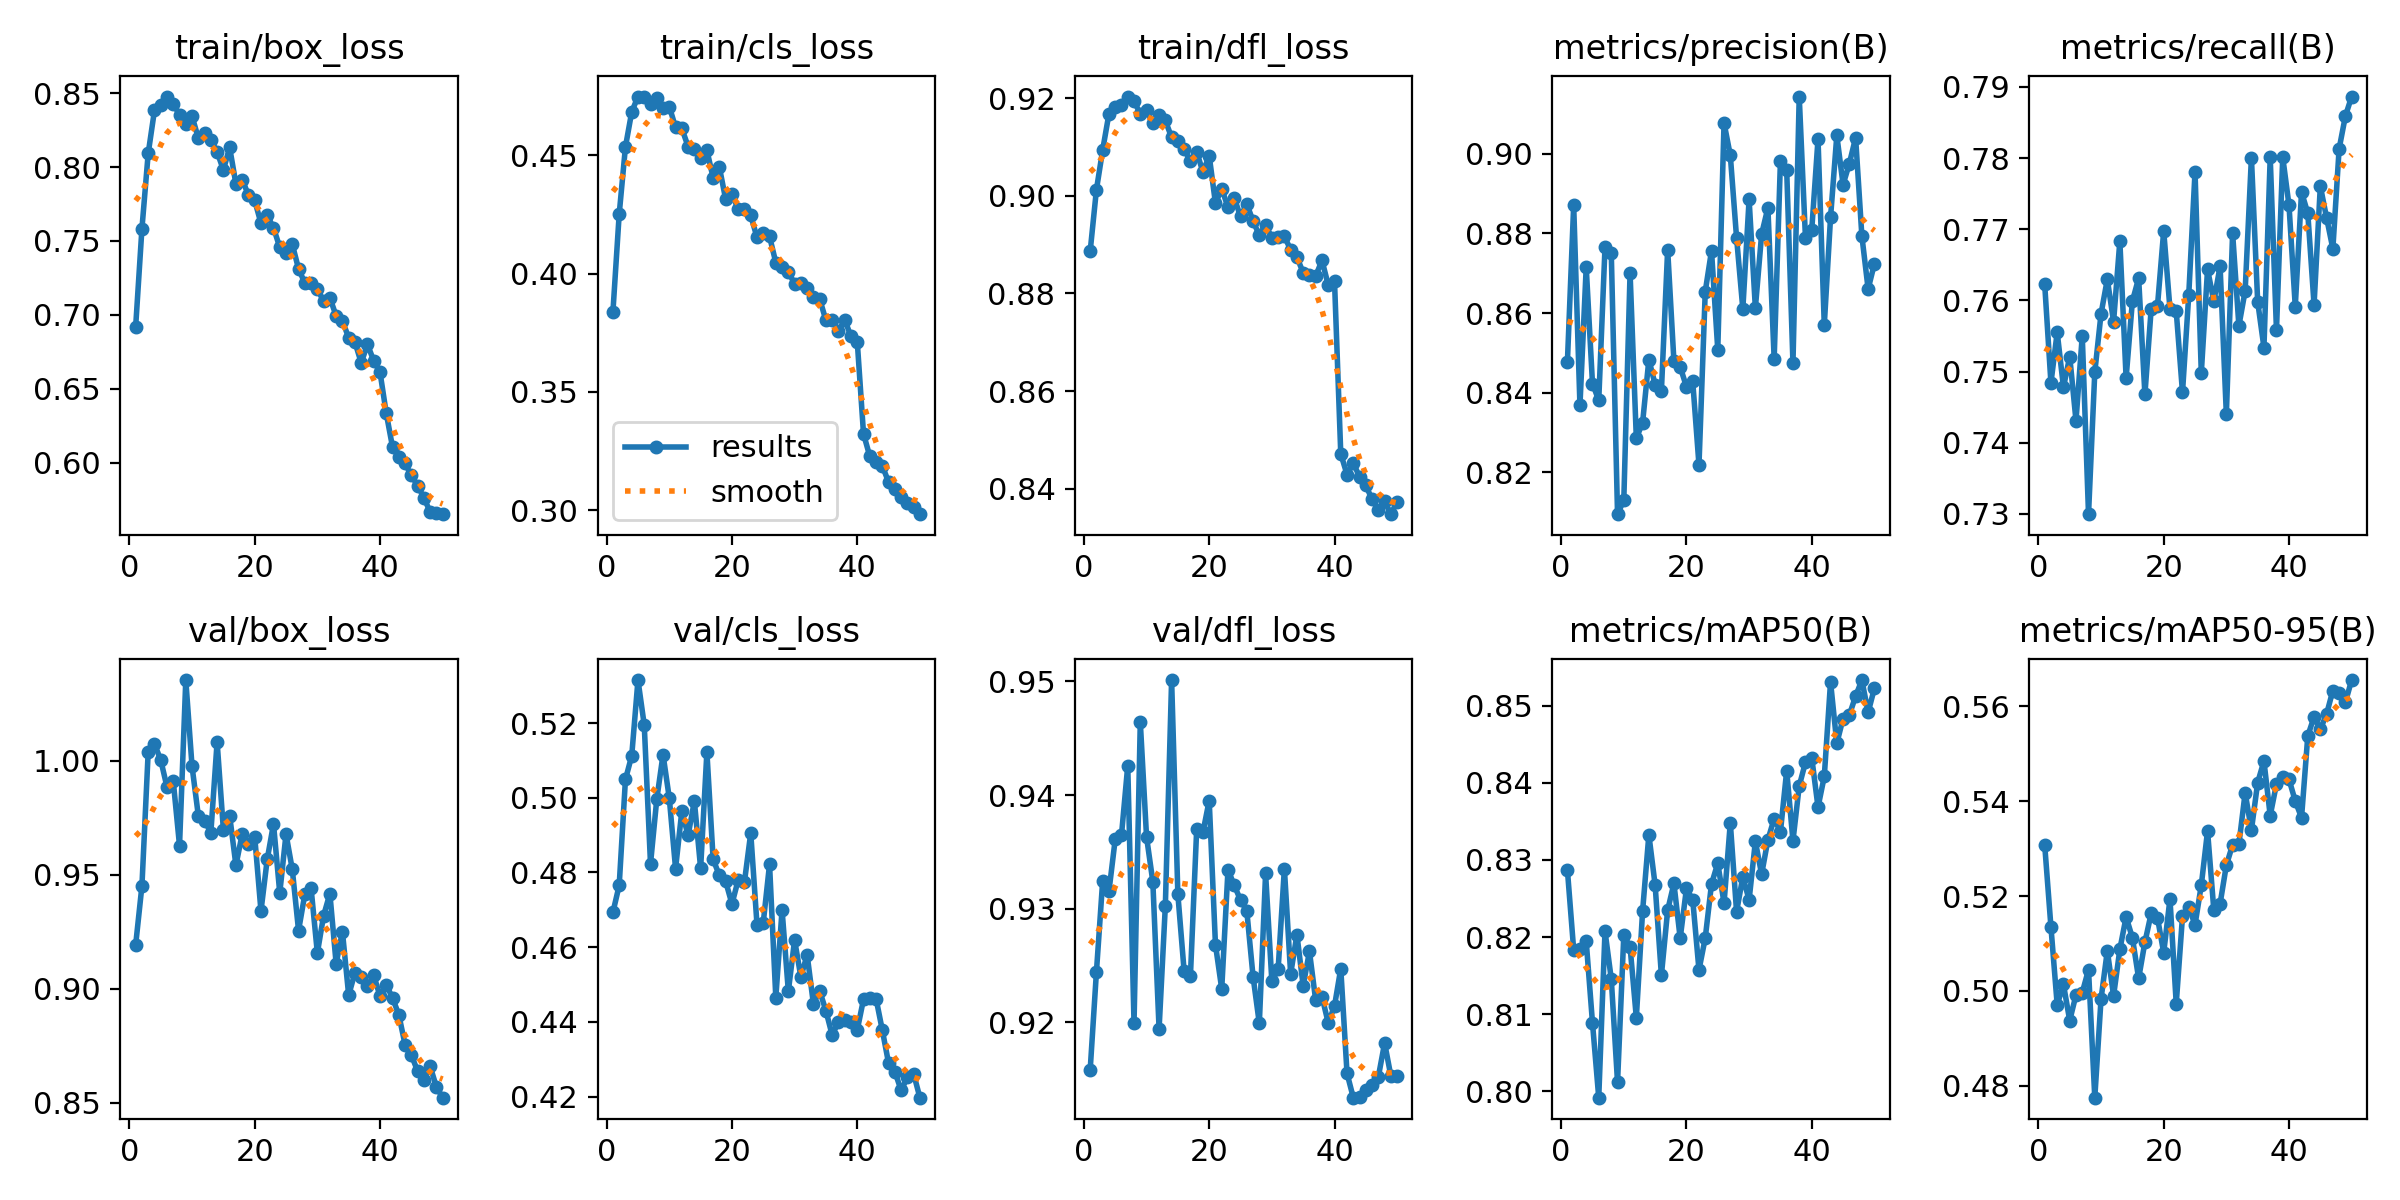 train/box_loss
train/cls_loss
train/dfl_loss
metrics/precision(B)
metrics/recall(B)
0.85
0.80
0.75
0.70
0.65
0.60
0 20 40
0.45
0.40
0.35
0.30
results
smooth
0 20 40
0.92
0.90
0.88
0.86
0.84
0 20 40
0.90
0.88
0.86
0.84
0.82
0 20 40
0.79
0.78
0.77
0.76
0.75
0.74
0.73
0 20 40
val/box_loss
val/cls_loss
val/dfl_loss
metrics/mAP50(B)
metrics/mAP50-95(B)
1.00
0.95
0.90
0.85
0 20 40
0.52
0.50
0.48
0.46
0.44
0.42
0 20 40
0.95
0.94
0.93
0.92
0 20 40
0.85
0.84
0.83
0.82
0.81
0.80
0 20 40
0.56
0.54
0.52
0.50
0.48
0 20 40